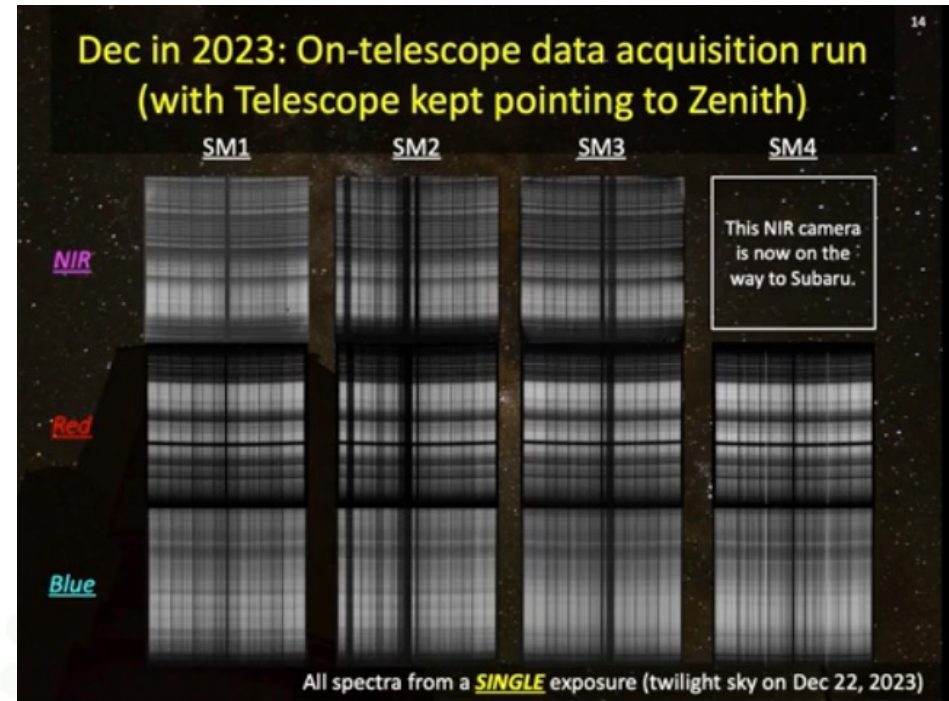 14
Dec in 2023: On-telescope data acquisition run
(with Telescope kept pointing to Zenith)
SM1 SM2 SM3 SM4
NIR
This NIR camera
is now on the
way to Subaru.
Red
Blue
All spectra from a SINGLE exposure (twilight sky on Dec 22, 2023)